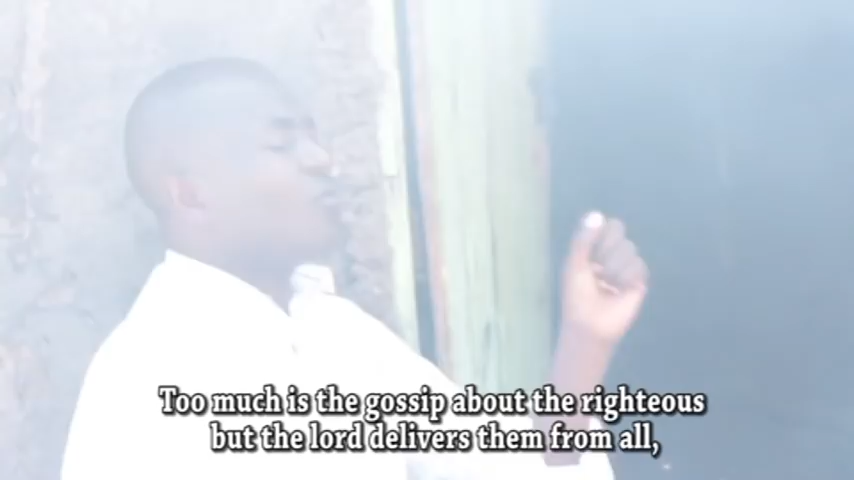 Too much is the gossip about the righteous
but the lord delivers them from all,